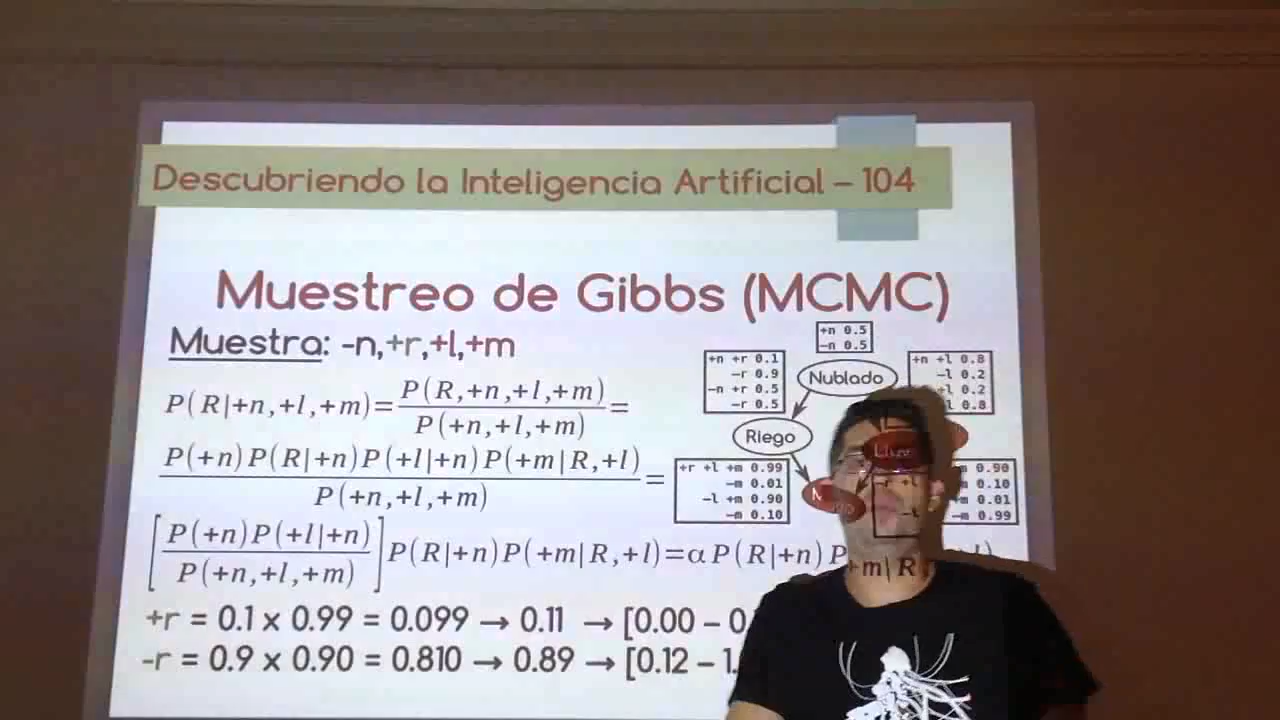 Descubriendo la Inteligencia Artificial – 104
Muestreo de Gibbs (MCMC)
Muestra: -n,+r,+l,+m
+n 0.5
-n 0.5
+n +r 0.1
-r 0.9
-n +r 0.5
-r 0.5
Nublado
+n +l 0.8
-l 0.2
+l 0.2
l 0.8
P(R|+n,+l,+m)=
P(R,+n,+l,+m)
P(+n,+l,+m)
=
Riego
P(+n)P(R|+n)P(+l|+n)P(+m|R,+l)
P(+n,+l,+m)
=
+r +l +m 0.99
-m 0.01
-l +m 0.90
-m 0.10
M
-r +l
-l
m 0.90
m 0.10
+m 0.01
-m 0.99
[P(+n)P(+l|+n)
P(+n,+l,+m)]
P(R|+n)P(+m|R,+l)=αP(R|+n)P
+m|R
+r = 0.1 x 0.99 = 0.099 → 0.11 → [0.00 – 0.
-r = 0.9 x 0.90 = 0.810 → 0.89 → [0.12 – 1.